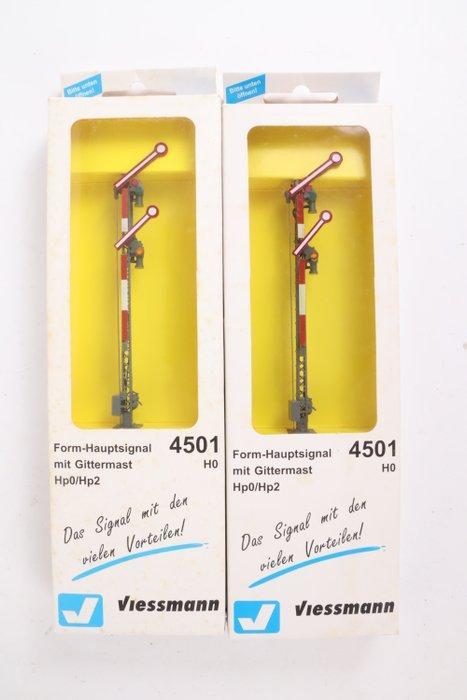 Bitte unten
öffnen!
Form-Hauptsignal 4501
mit Gittermast H0
Hp0/Hp2
Das Signal mit den
vielen Vorteilen!
Viessmann
Bitte unten
öffnen!
Form-Hauptsignal 4501
mit Gittermast H0
Hp0/Hp2
Das Signal mit den
vielen Vorteilen!
Viessmann